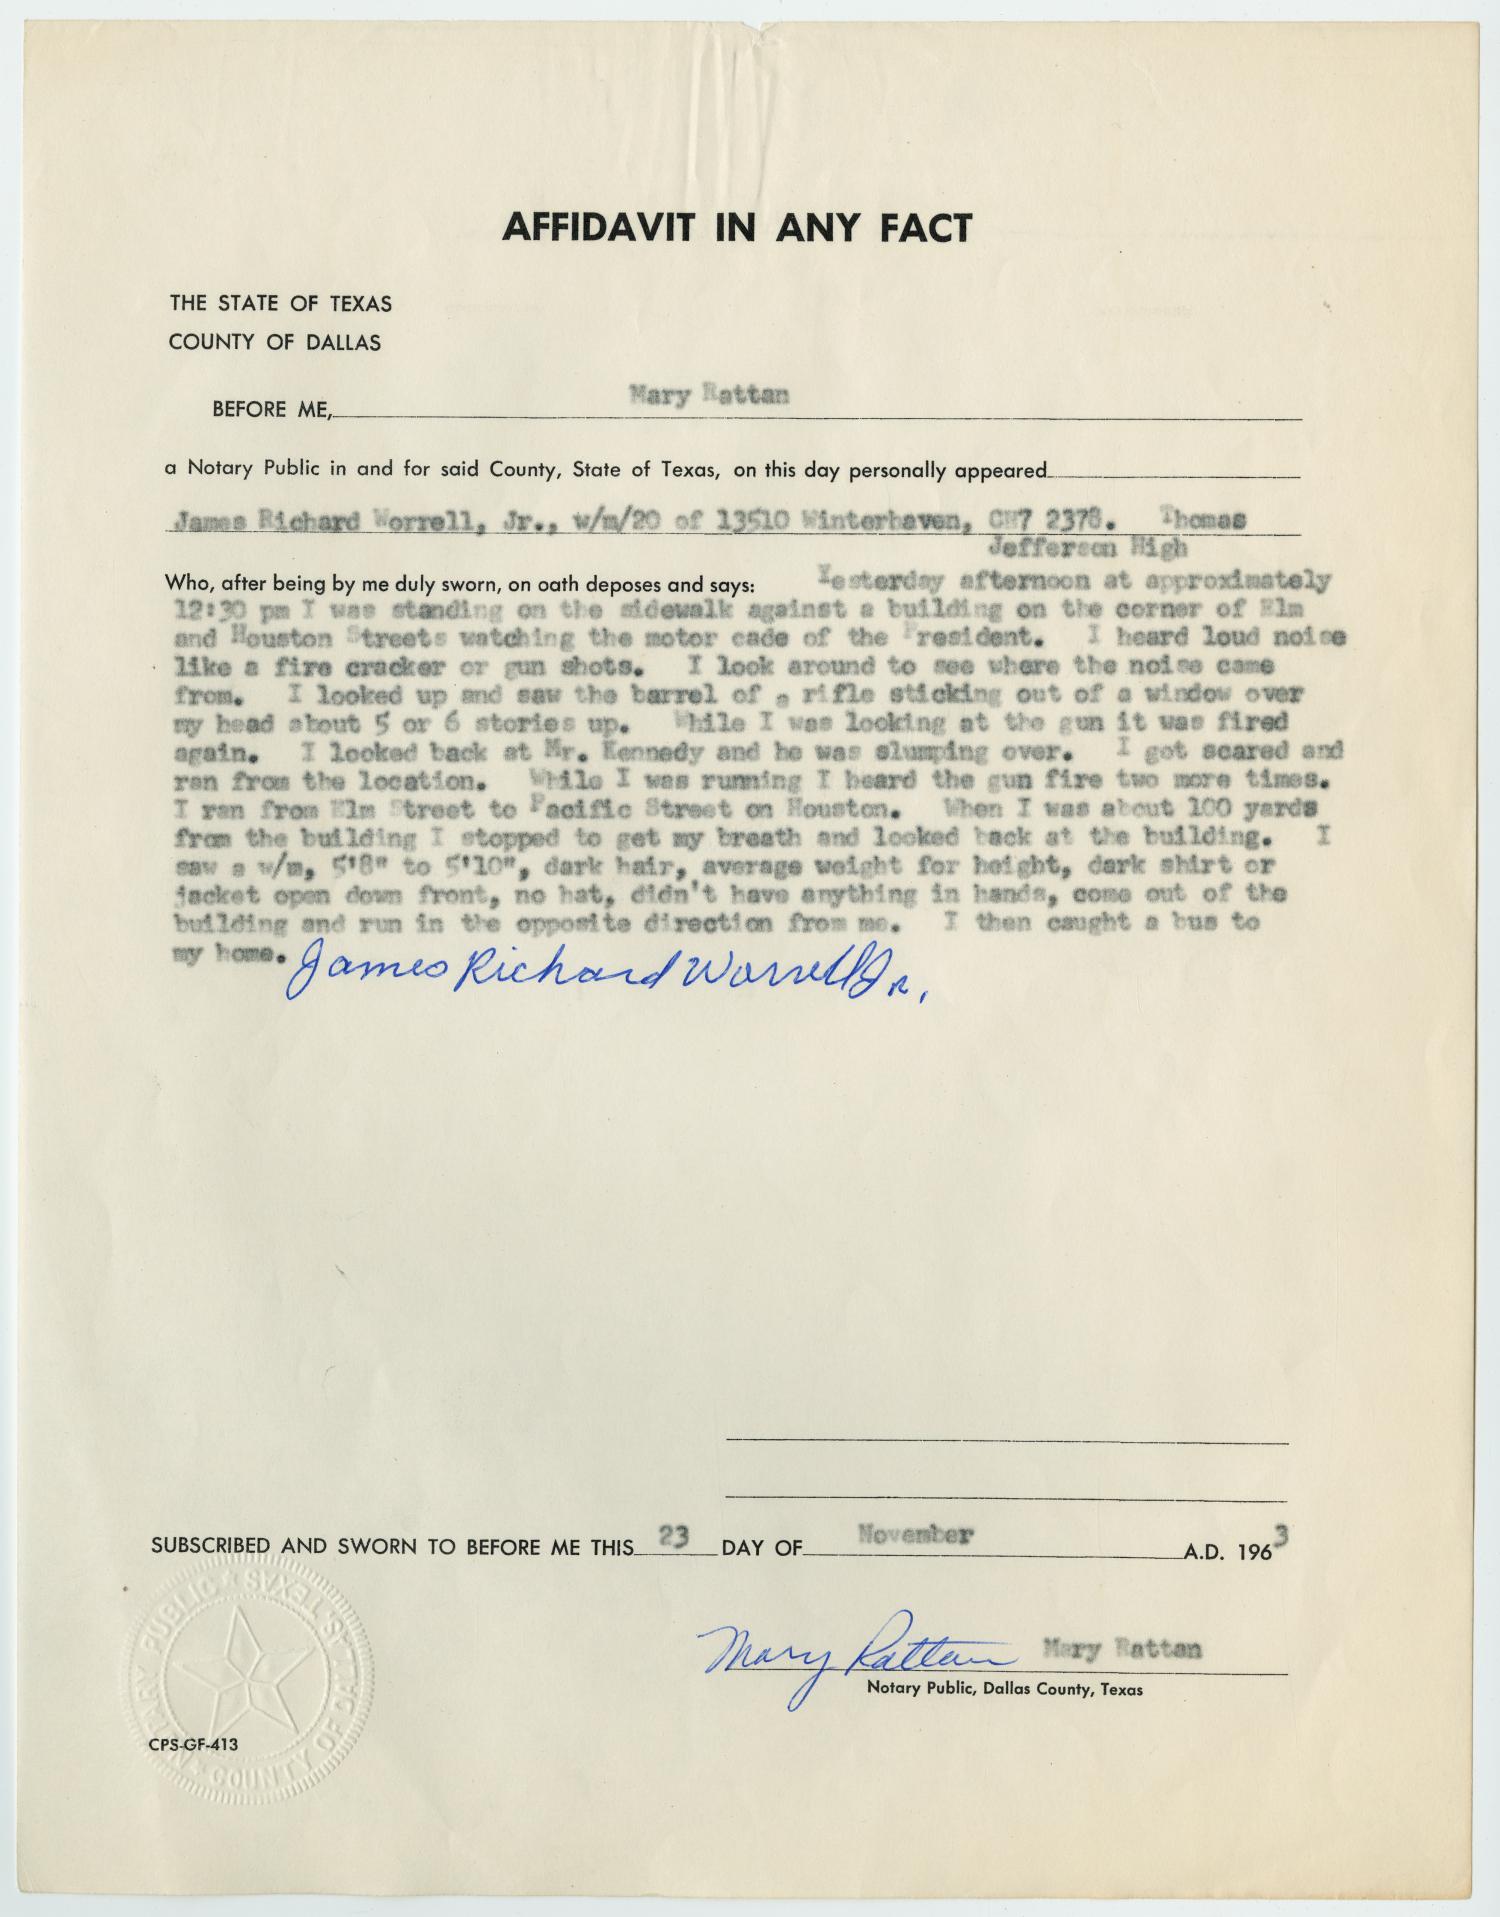 AFFIDAVIT IN ANY FACT
THE STATE OF TEXAS
COUNTY OF DALLAS
BEFORE ME, Mary Rattan
a Notary Public in and for said County, State of Texas, on this day personally appeared
James Richard Worrell, Jr., w/m/20 of 13510 Winterhaven, CH7 2378. Thomas
Jefferson High
Who, after being by me duly sworn, on oath deposes and says: Yesterday afternoon at approximately
12:30 pm I was standing on the sidewalk against a building on the corner of Elm
and Houston Streets watching the motor cade of the President. I heard loud noise
like a fire cracker or gun shots. I look around to see where the noise came
from. I looked up and saw the barrel of a rifle sticking out of a window over
my head about 5 or 6 stories up. While I was looking at the gun it was fired
again. I looked back at Mr. Kennedy and he was slumping over. I got scared and
ran from the location. While I was running I heard the gun fire two more times.
I ran from Elm Street to Pacific Street on Houston. When I was about 100 yards
from the building I stopped to get my breath and looked back at the building. I
saw a w/m, 5'8" to 5'10", dark hair, average weight for height, dark shirt or
jacket open down front, no hat, didn't have anything in hands, come out of the
building and run in the opposite direction from me. I then caught a bus to
my home. James Richard Worrell Jr.
SUBSCRIBED AND SWORN TO BEFORE ME THIS 23 DAY OF November A.D. 1963
Mary Rattan Mary Rattan
Notary Public, Dallas County, Texas
NOTARY PUBLIC ★ COUNTY OF DALLAS, TEXAS
CPS-GF-413